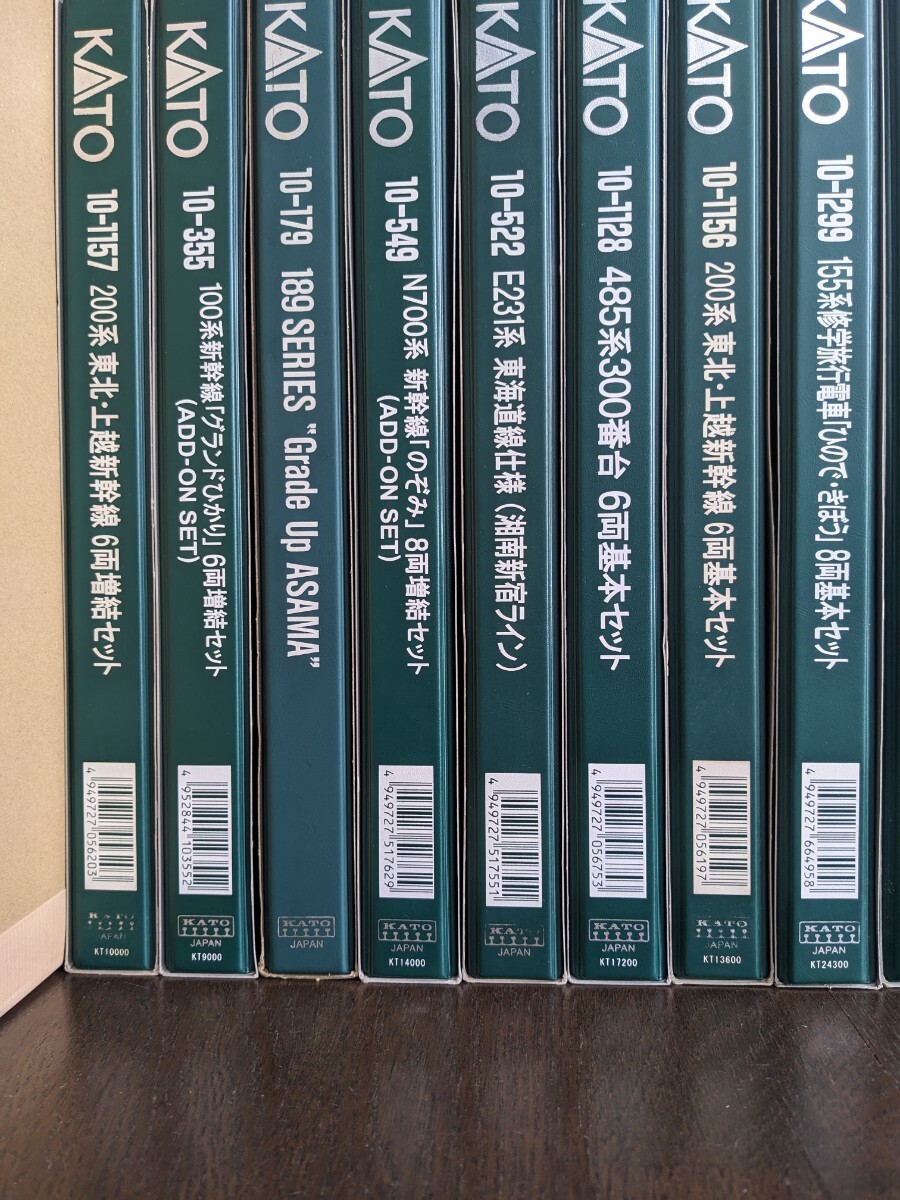 KATO 10-1157 200系 東北・上越新幹線 6両増結セット
4 949727 056203
KATO
JAPAN
KT10000
KATO 10-355 100系新幹線「グランドひかり」6両増結セット
(ADD-ON SET)
4 952844 103552
KATO
JAPAN
KT9000
KATO 10-179 189 SERIES "Grade Up ASAMA"
KATO
JAPAN
KATO 10-549 N700系 新幹線「のぞみ」8両増結セット
(ADD-ON SET)
4 949727 517629
KATO
JAPAN
KT14000
KATO 10-522 E231系 東海道線仕様 (湘南新宿ライン)
4 949727 517551
KATO
JAPAN
KATO 10-1128 485系300番台 6両基本セット
4 949727 056753
KATO
JAPAN
KT17200
KATO 10-1156 200系 東北・上越新幹線 6両基本セット
4 949727 056197
KATO
JAPAN
KT13600
KATO 10-1299 155系修学旅行電車「ひので・きぼう」8両基本セット
4 949727 664958
KATO
JAPAN
KT24300